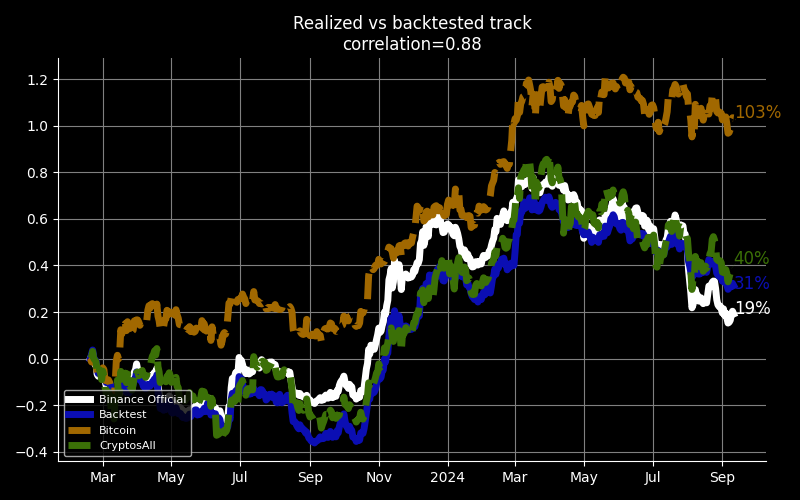 Realized vs backtested track
correlation=0.88
1.2
1.0
0.8
0.6
0.4
0.2
0.0
−0.2
−0.4
103%
40%
31%
19%
Binance Official
Backtest
Bitcoin
CryptosAll
Mar May Jul Sep Nov 2024 Mar May Jul Sep